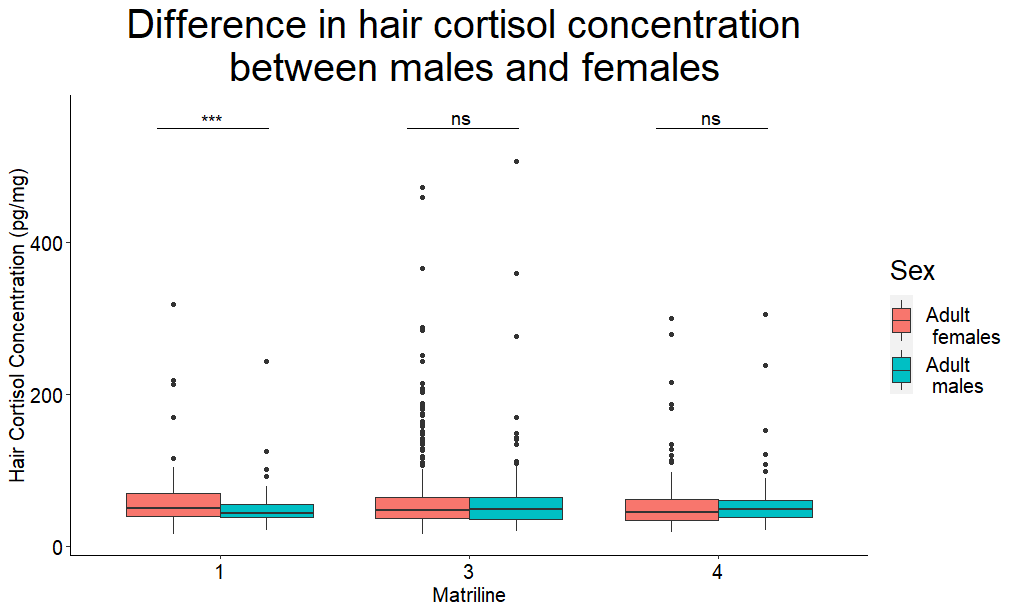 Difference in hair cortisol concentration
between males and females
***
ns
ns
Hair Cortisol Concentration (pg/mg)
400
200
0
1
3
4
Matriline
Sex
Adult
females
Adult
males